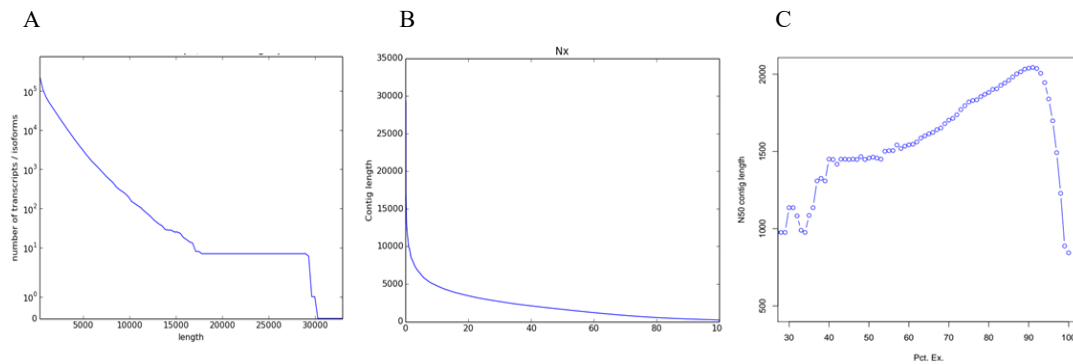 A
number of transcripts / isoforms
10^5
10^4
10^3
10^2
10^1
10^0
0
5000 10000 15000 20000 25000 30000
length
B
Nx
Contig length
35000
30000
25000
20000
15000
10000
5000
0
0 20 40 60 80 100
C
N50 contig length
2000
1500
1000
500
30 40 50 60 70 80 90 100
Pct. Ex.